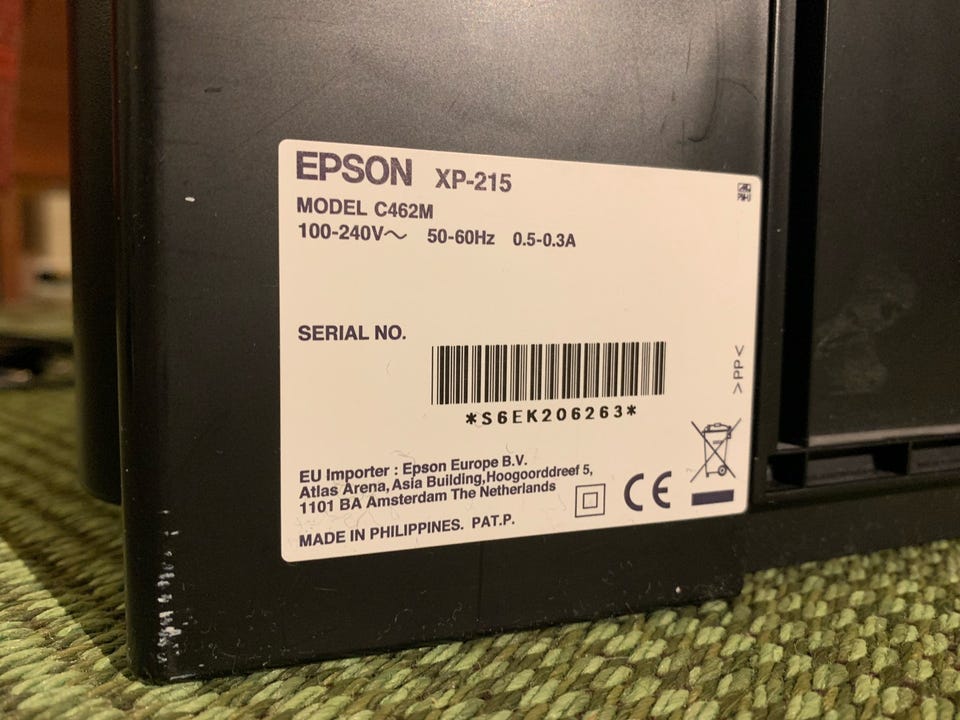 EPSON XP-215
MODEL C462M
100-240V～ 50-60Hz 0.5-0.3A
SERIAL NO.
*S6EK206263*
>PP<
EU Importer : Epson Europe B.V.
Atlas Arena,Asia Building,Hoogoorddreef 5,
1101 BA Amsterdam The Netherlands
CE
MADE IN PHILIPPINES. PAT.P.